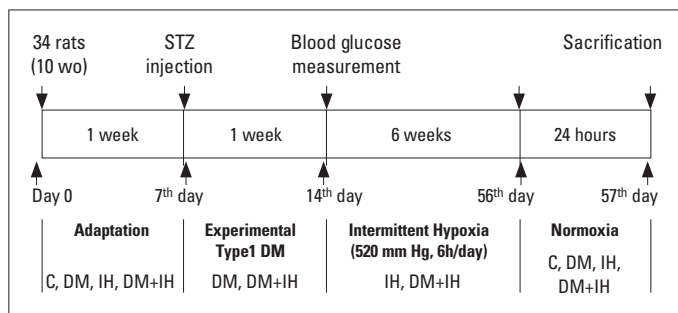 34 rats
(10 wo)
STZ
injection
Blood glucose
measurement
Sacrification
1 week
1 week
6 weeks
24 hours
Day 0
7th day
14th day
56th day
57th day
Adaptation
C, DM, IH, DM+IH
Experimental
Type1 DM
DM, DM+IH
Intermittent Hypoxia
(520 mm Hg, 6h/day)
IH, DM+IH
Normoxia
C, DM, IH,
DM+IH